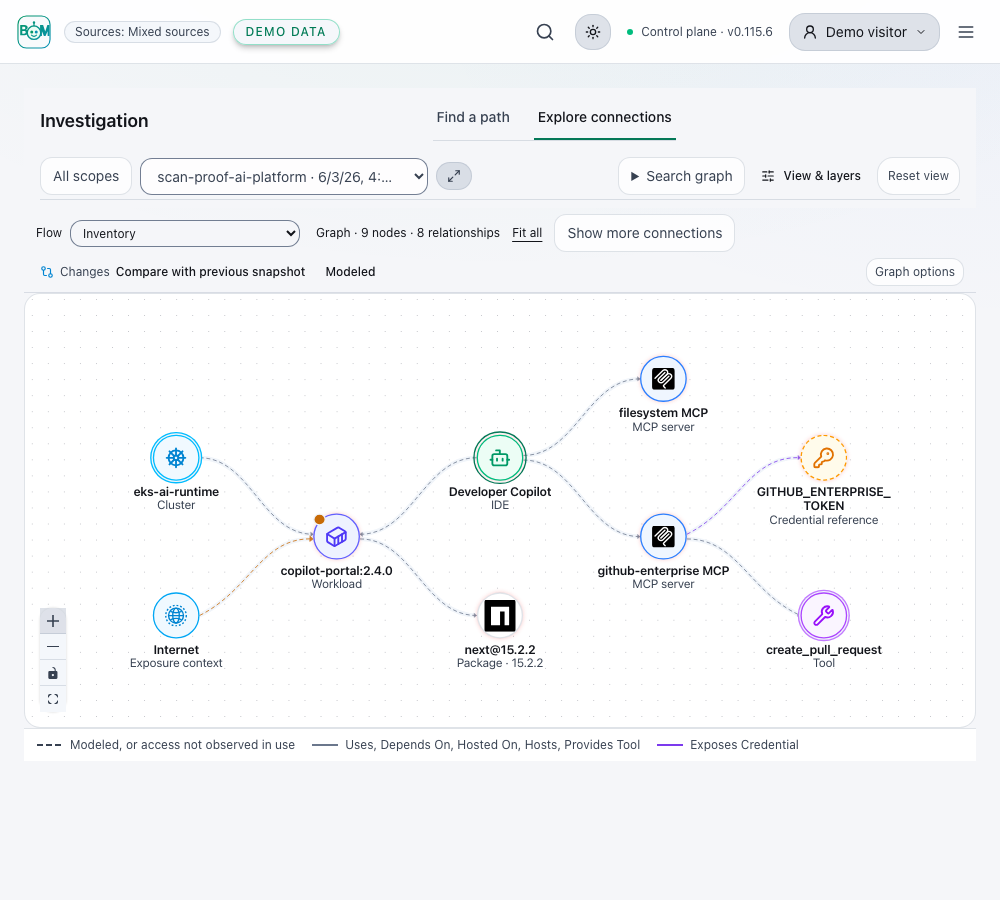 BOM
Sources: Mixed sources
DEMO DATA
Control plane · v0.115.6
Demo visitor
Investigation
Find a path
Explore connections
All scopes
scan-proof-ai-platform · 6/3/26, 4:...
Search graph
View & layers
Reset view
Flow
Inventory
Graph · 9 nodes · 8 relationships
Fit all
Show more connections
Changes
Compare with previous snapshot
Modeled
Graph options
filesystem MCP
MCP server
eks-ai-runtime
Cluster
Developer Copilot
IDE
GITHUB_ENTERPRISE_
TOKEN
Credential reference
copilot-portal:2.4.0
Workload
github-enterprise MCP
MCP server
Internet
Exposure context
next@15.2.2
Package · 15.2.2
create_pull_request
Tool
Modeled, or access not observed in use
Uses, Depends On, Hosted On, Hosts, Provides Tool
Exposes Credential